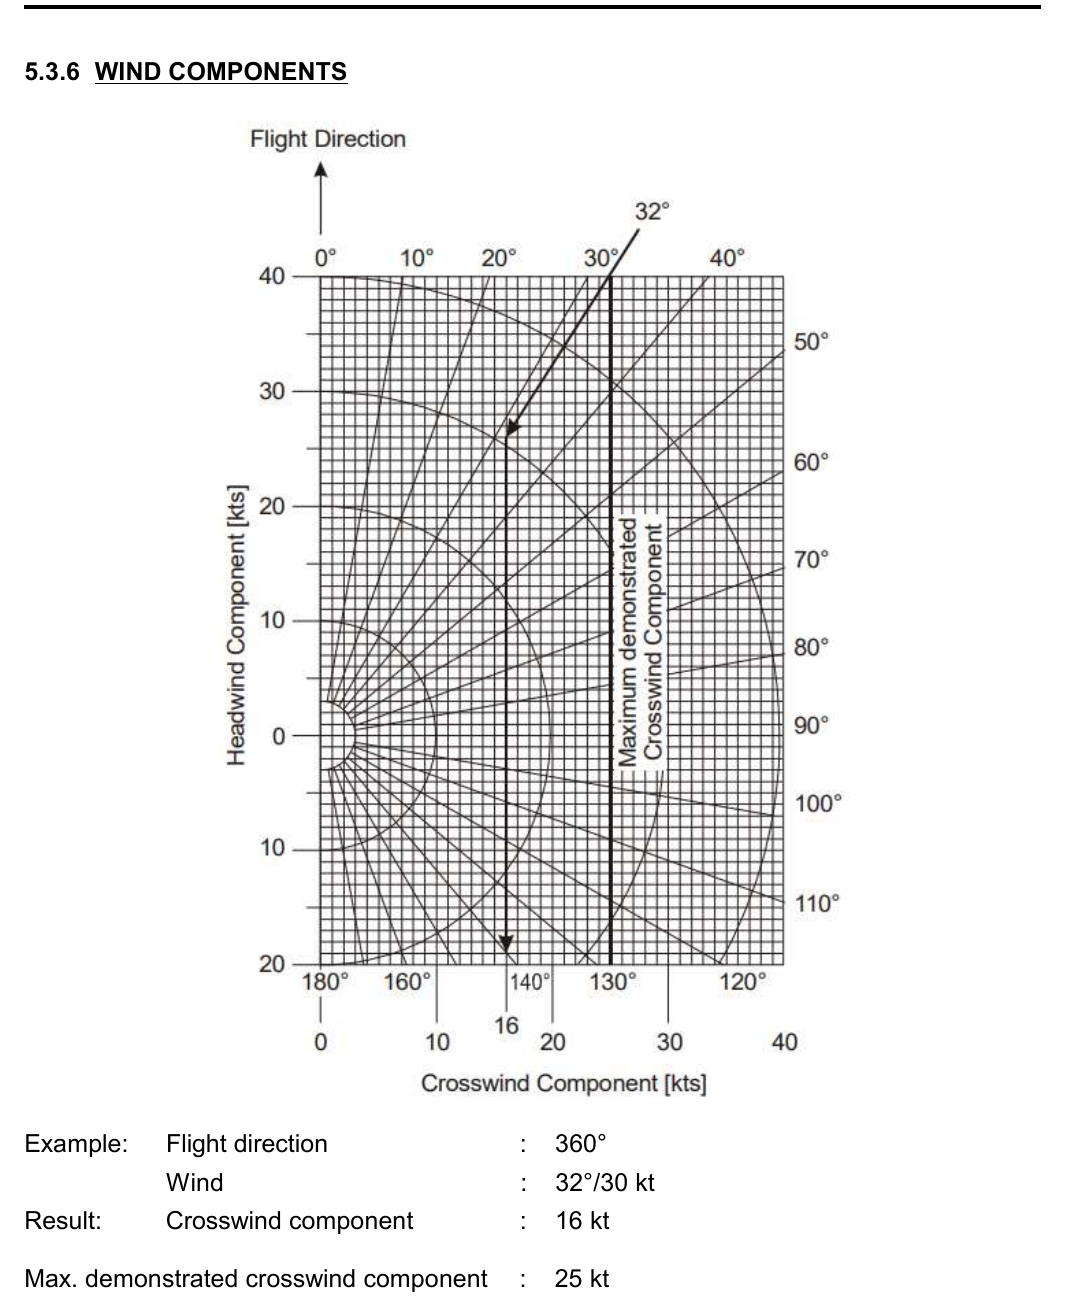 5.3.6 WIND COMPONENTS
Flight Direction
32°
0° 10° 20° 30° 40°
40
50°
30
60°
20
70°
10
80°
0
90°
100°
10
110°
20
Headwind Component [kts]
Maximum demonstrated
Crosswind Component
180° 160° 140° 130° 120°
16
0 10 20 30 40
Crosswind Component [kts]
Example: Flight direction : 360°
Wind : 32°/30 kt
Result: Crosswind component : 16 kt
Max. demonstrated crosswind component : 25 kt